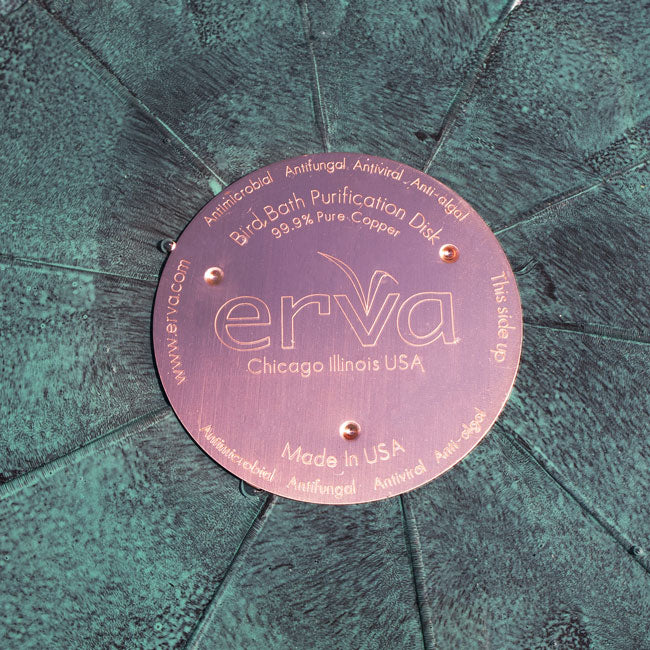 Antimicrobial Antifungal Antiviral Anti-algal
Bird Bath Purification Disk
99.9% Pure Copper
www.erva.com
erva
This side up
Chicago Illinois USA
Made In USA
Antimicrobial Antifungal Antiviral Anti-algal